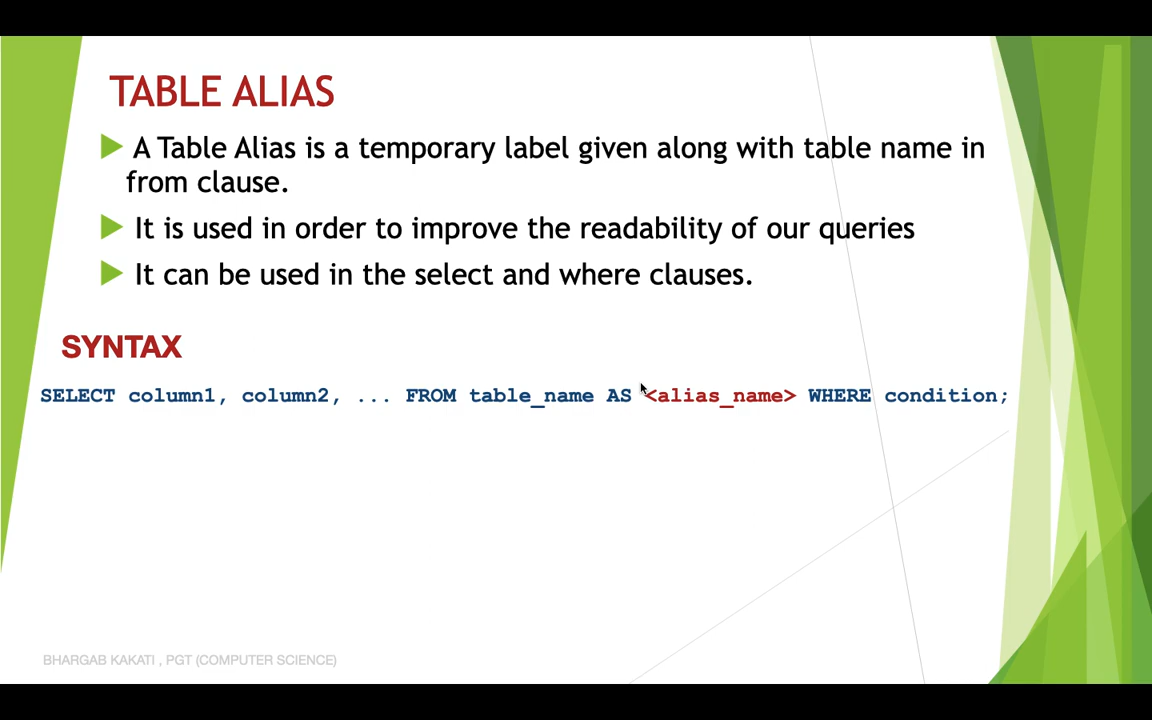 TABLE ALIAS
A Table Alias is a temporary label given along with table name in
from clause.
It is used in order to improve the readability of our queries
It can be used in the select and where clauses.
SYNTAX
SELECT column1, column2, ... FROM table_name AS <alias_name> WHERE condition;
BHARGAB KAKATI , PGT (COMPUTER SCIENCE)